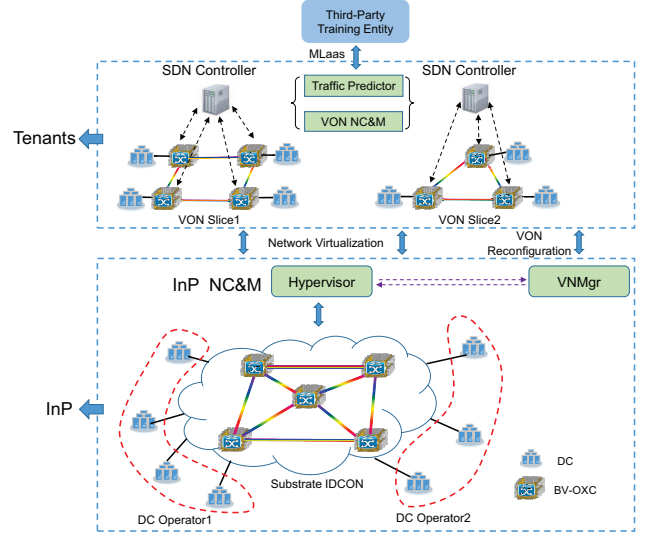 Third-Party
Training Entity
MLaas
SDN Controller
SDN Controller
Traffic Predictor
VON NC&M
Tenants
VON Slice1
VON Slice2
Network Virtualization
VON
Reconfiguration
InP NC&M
Hypervisor
VNMgr
InP
Substrate IDCON
DC
BV-OXC
DC Operator1
DC Operator2